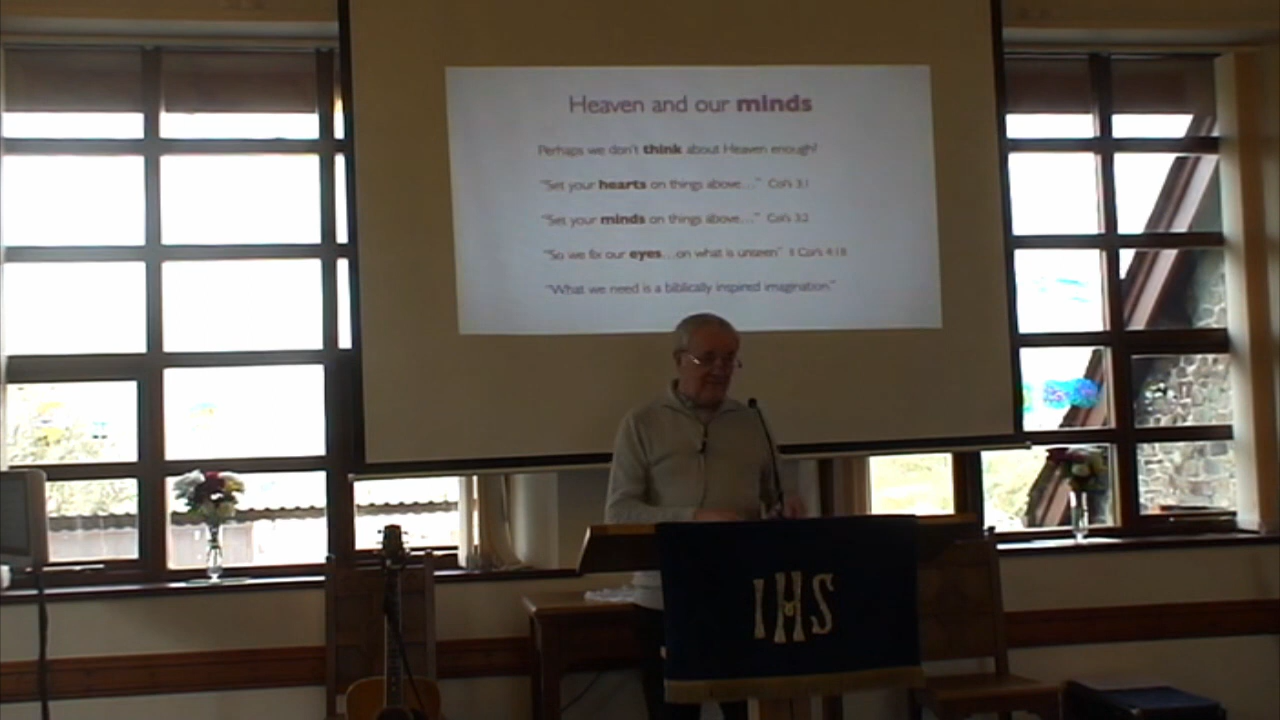 Heaven and our minds
Perhaps we don't think about Heaven enough!
"Set your hearts on things above…" Col's 3:1
"Set your minds on things above…" Col's 3:2
"So we fix our eyes…on what is unseen" II Cor's 4:18
"What we need is a biblically inspired imagination"
IHS